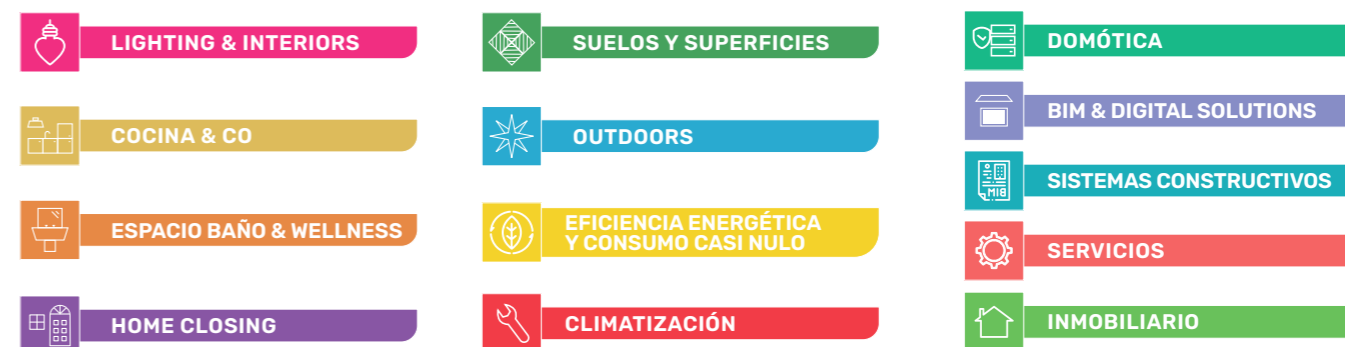 LIGHTING & INTERIORS
COCINA & CO
ESPACIO BAÑO & WELLNESS
HOME CLOSING
SUELOS Y SUPERFICIES
OUTDOORS
EFICIENCIA ENERGÉTICA
Y CONSUMO CASI NULO
CLIMATIZACIÓN
DOMÓTICA
BIM & DIGITAL SOLUTIONS
MIB
SISTEMAS CONSTRUCTIVOS
SERVICIOS
INMOBILIARIO